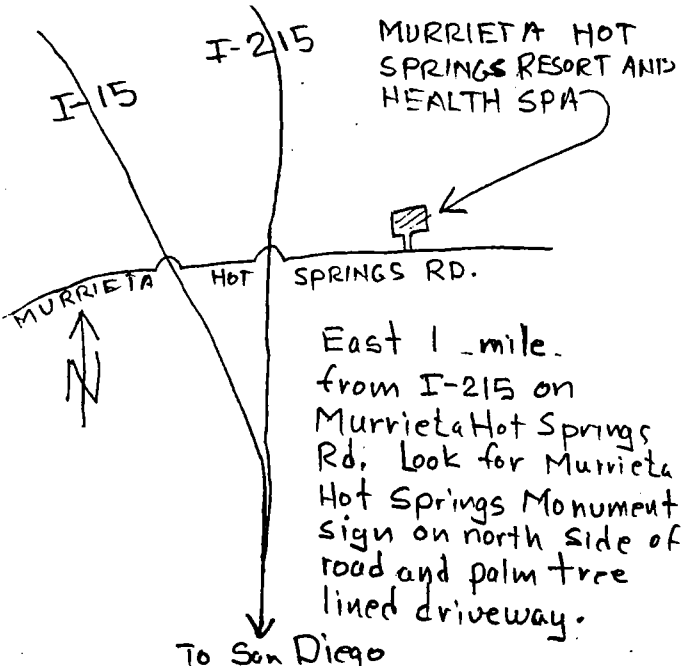 I-15
I-215
MURRIETA HOT
SPRINGS RESORT AND
HEALTH SPA
MURRIETA HOT SPRINGS RD.
N
East 1 mile
from I-215 on
Murrieta Hot Springs
Rd. Look for Murrieta
Hot Springs Monument
sign on north side of
road and palm tree
lined driveway.
To San Diego